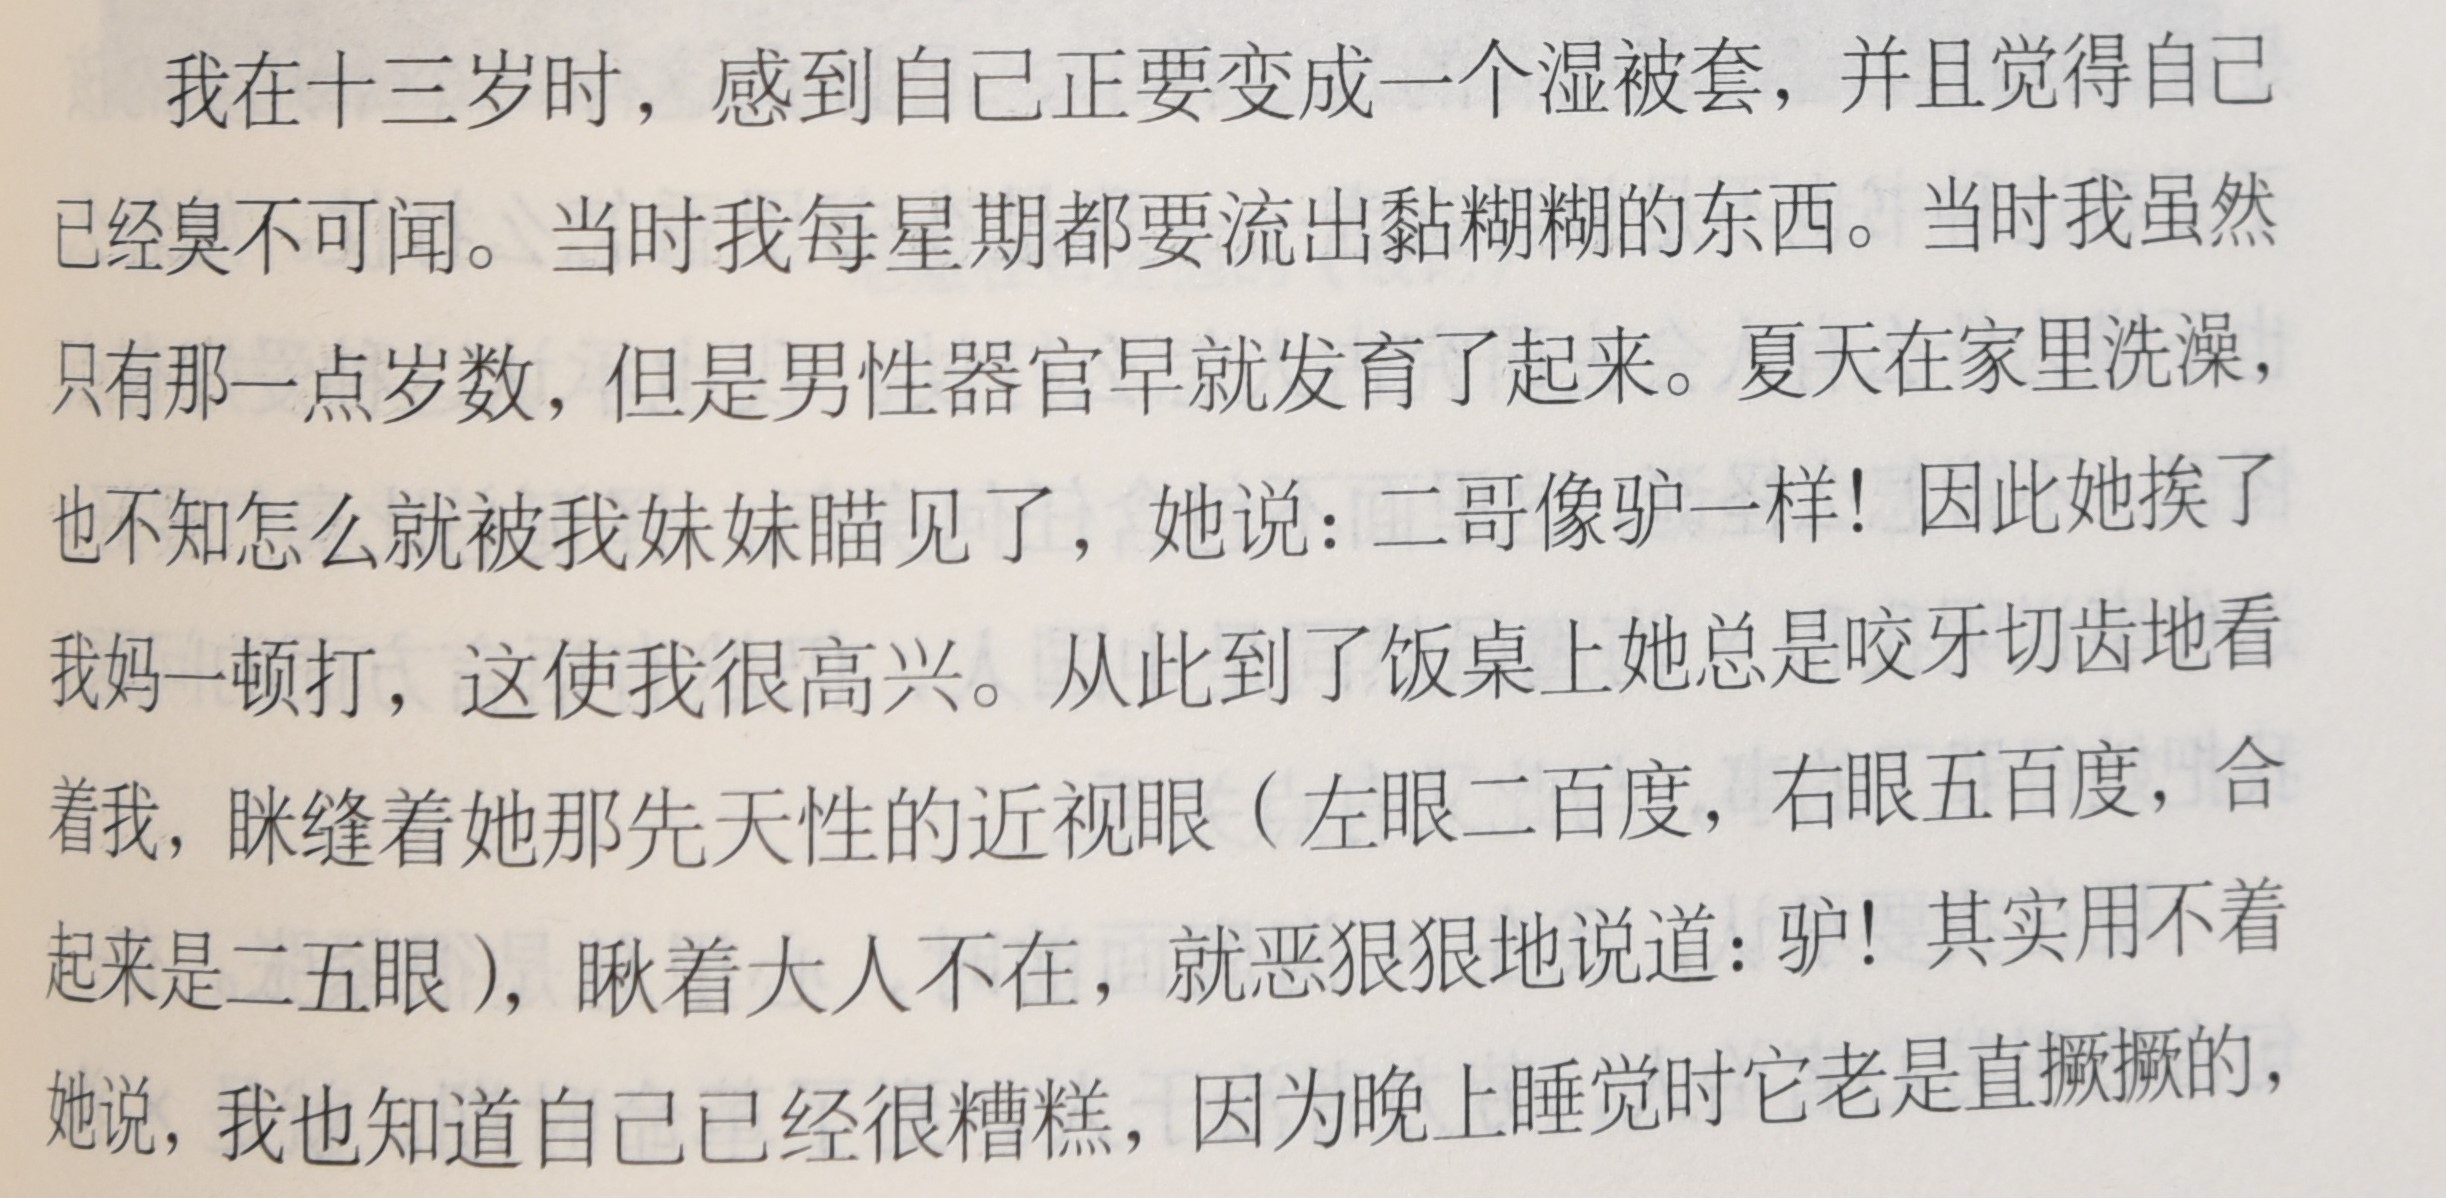 我在十三岁时，感到自己正要变成一个湿被套，并且觉得自己
已经臭不可闻。当时我每星期都要流出黏糊糊的东西。当时我虽然
只有那一点岁数，但是男性器官早就发育了起来。夏天在家里洗澡，
也不知怎么就被我妹妹瞄见了，她说：二哥像驴一样！因此她挨了
我妈一顿打，这使我很高兴。从此到了饭桌上她总是咬牙切齿地看
着我，眯缝着她那先天性的近视眼（左眼二百度，右眼五百度，合
起来是二五眼），瞅着大人不在，就恶狠狠地说道：驴！其实用不着
她说，我也知道自己已经很糟糕，因为晚上睡觉时它老是直撅撅的，